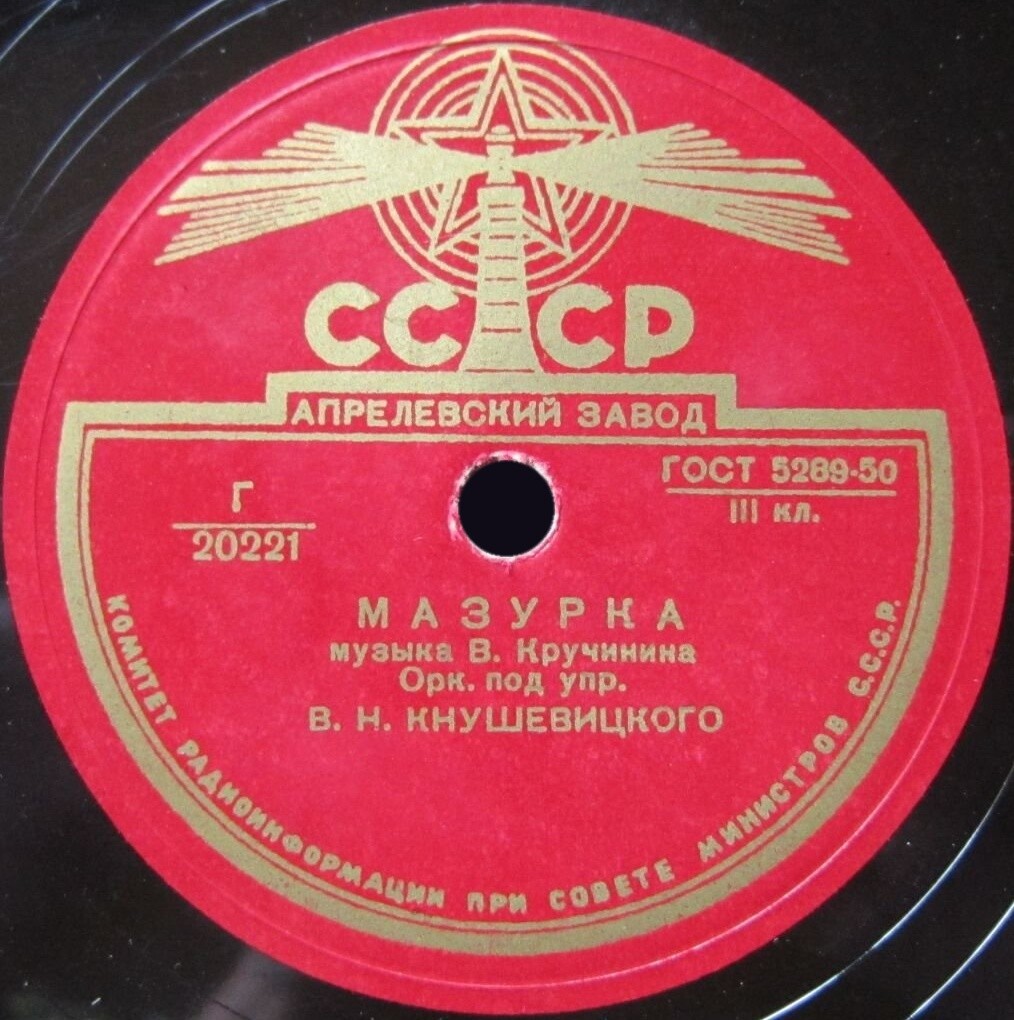 СССР
АПРЕЛЕВСКИЙ ЗАВОД
Г
20221
ГОСТ 5289-50
III кл.
МАЗУРКА
музыка В. Кручинина
Орк. под упр.
В. Н. КНУШЕВИЦКОГО
КОМИТЕТ РАДИОИНФОРМАЦИИ ПРИ СОВЕТЕ МИНИСТРОВ С.С.С.Р.